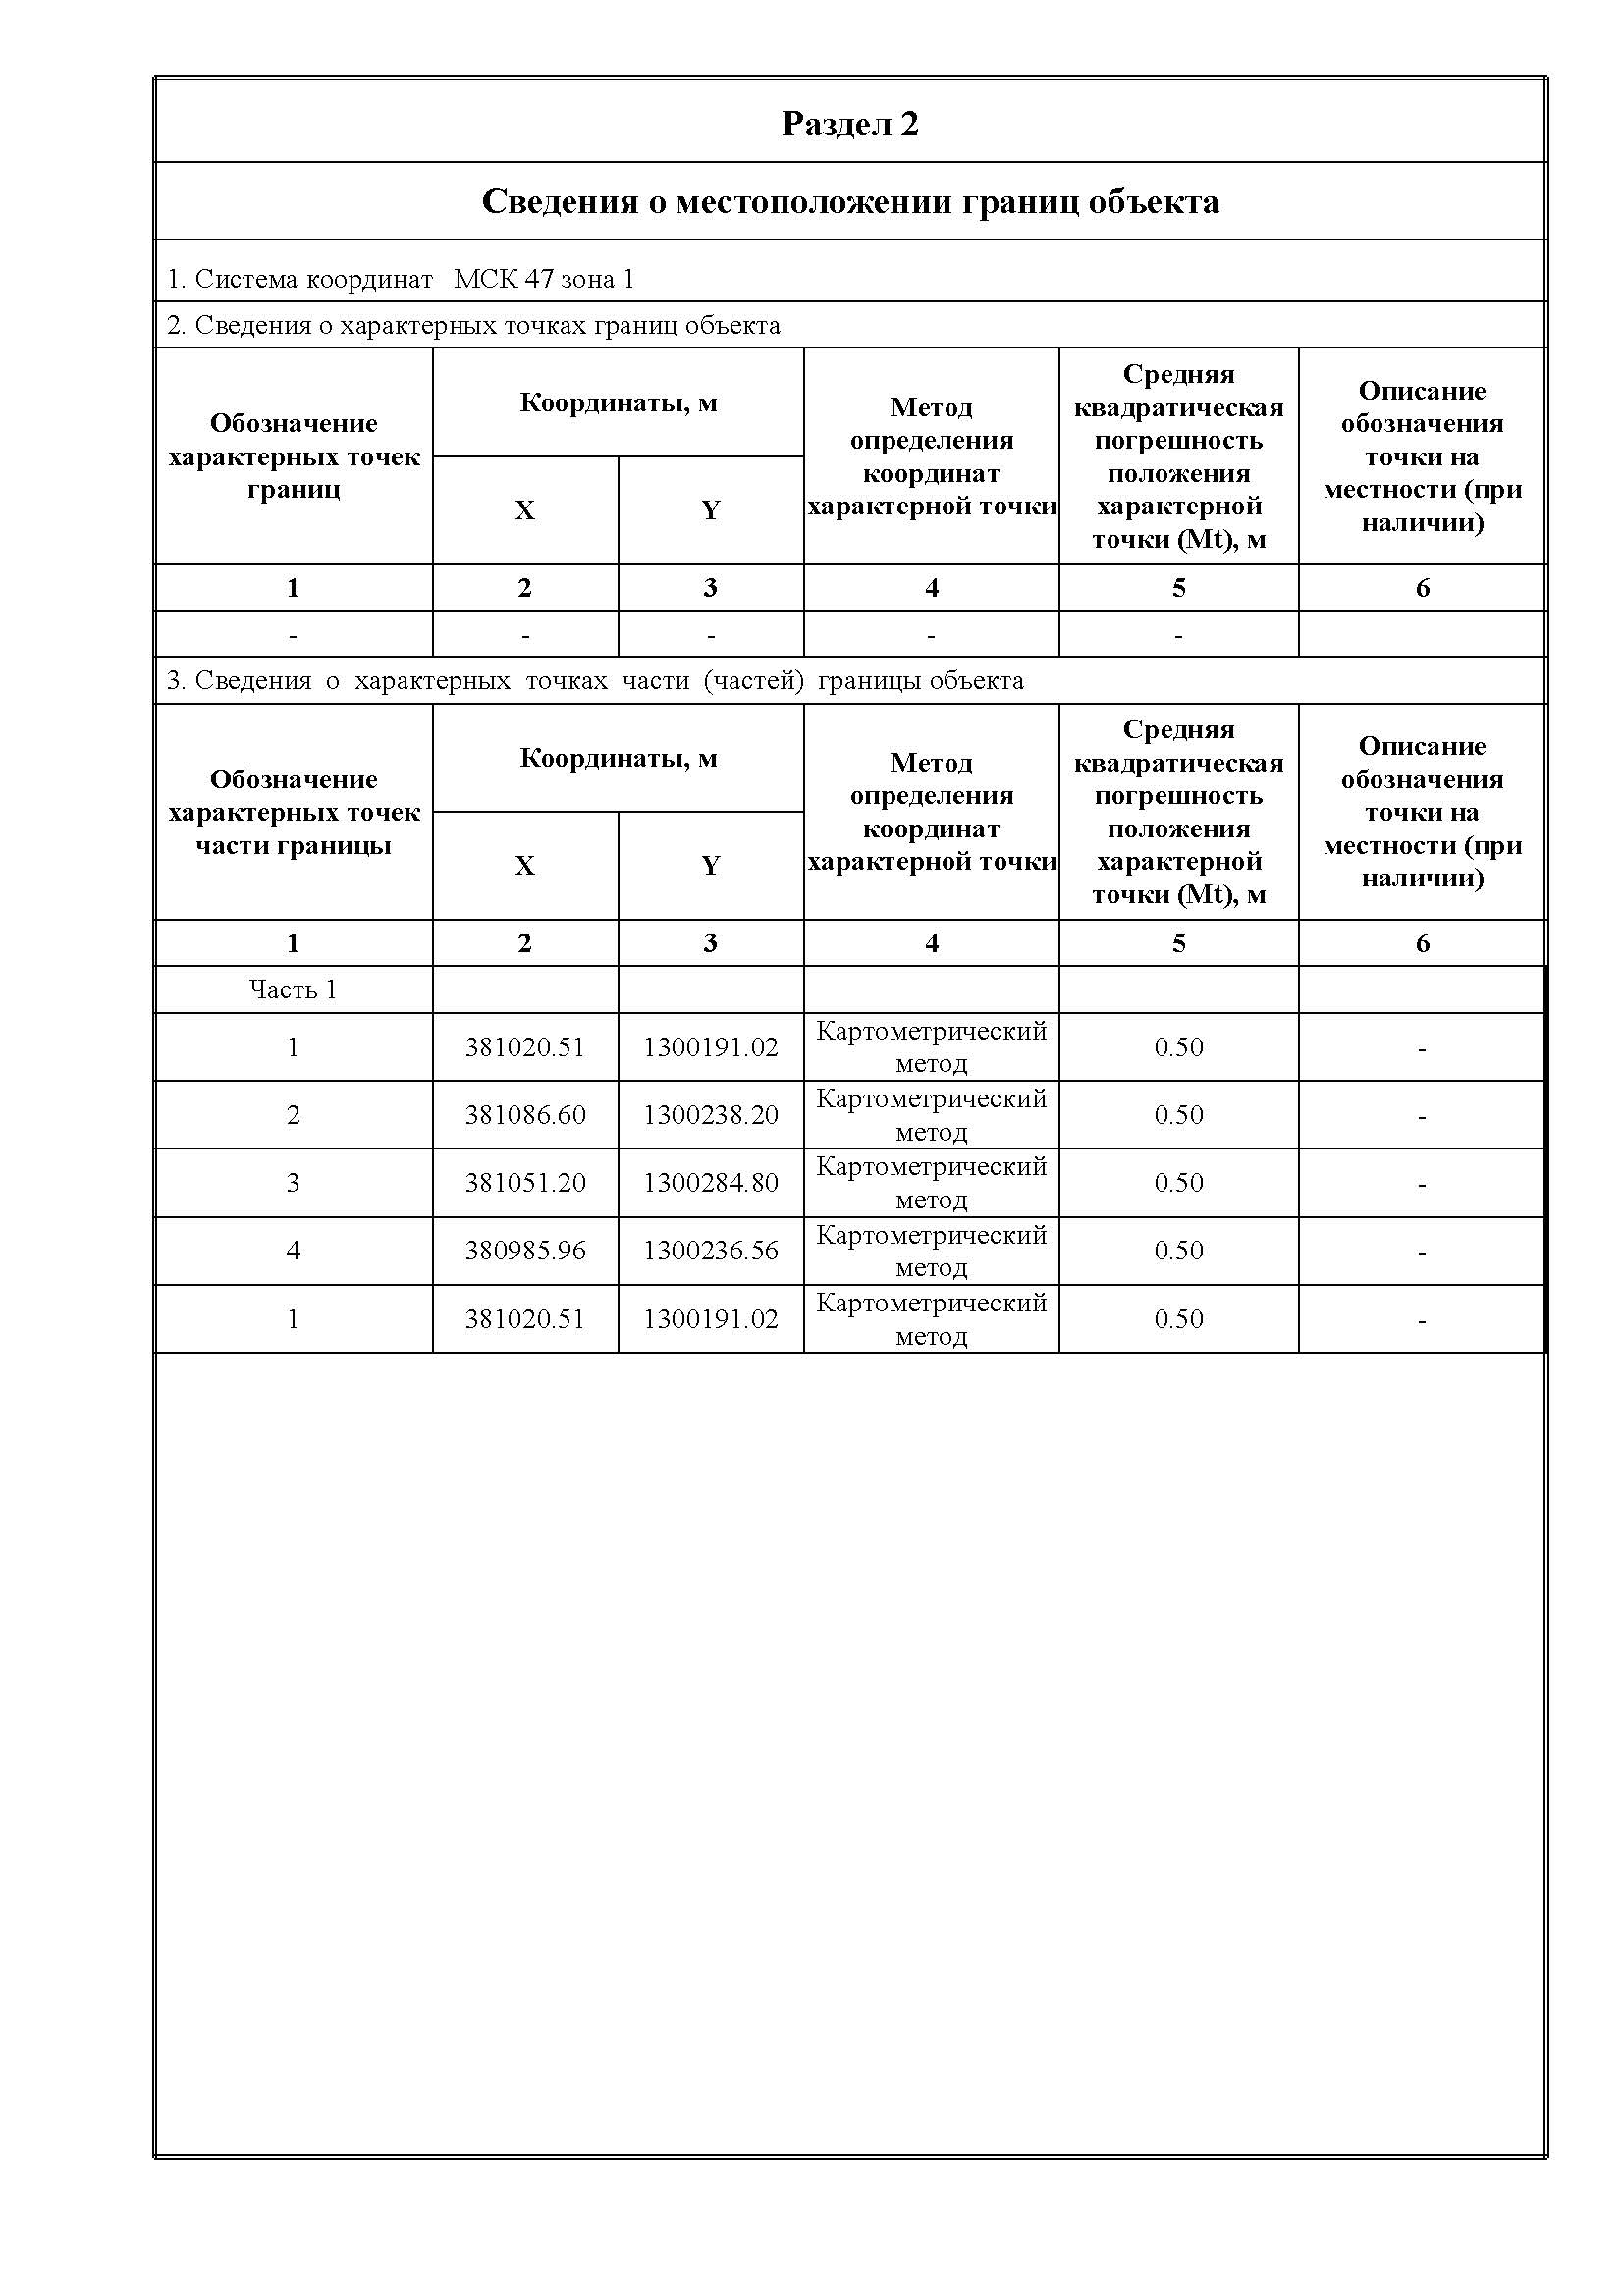 Раздел 2
Сведения о местоположении границ объекта
1. Система координат МСК 47 зона 1
2. Сведения о характерных точках границ объекта
Обозначение
характерных точек
границ
Координаты, м
X
Y
Метод
определения
координат
характерной точки
Средняя
квадратическая
погрешность
положения
характерной
точки (Mt), м
Описание
обозначения
точки на
местности (при
наличии)
1 2 3 4 5 6
- - - - -
3. Сведения о характерных точках части (частей) границы объекта
Обозначение
характерных точек
части границы
Координаты, м
X
Y
Метод
определения
координат
характерной точки
Средняя
квадратическая
погрешность
положения
характерной
точки (Mt), м
Описание
обозначения
точки на
местности (при
наличии)
1 2 3 4 5 6
Часть 1
1 381020.51 1300191.02 Картометрический
метод 0.50 -
2 381086.60 1300238.20 Картометрический
метод 0.50 -
3 381051.20 1300284.80 Картометрический
метод 0.50 -
4 380985.96 1300236.56 Картометрический
метод 0.50 -
1 381020.51 1300191.02 Картометрический
метод 0.50 -